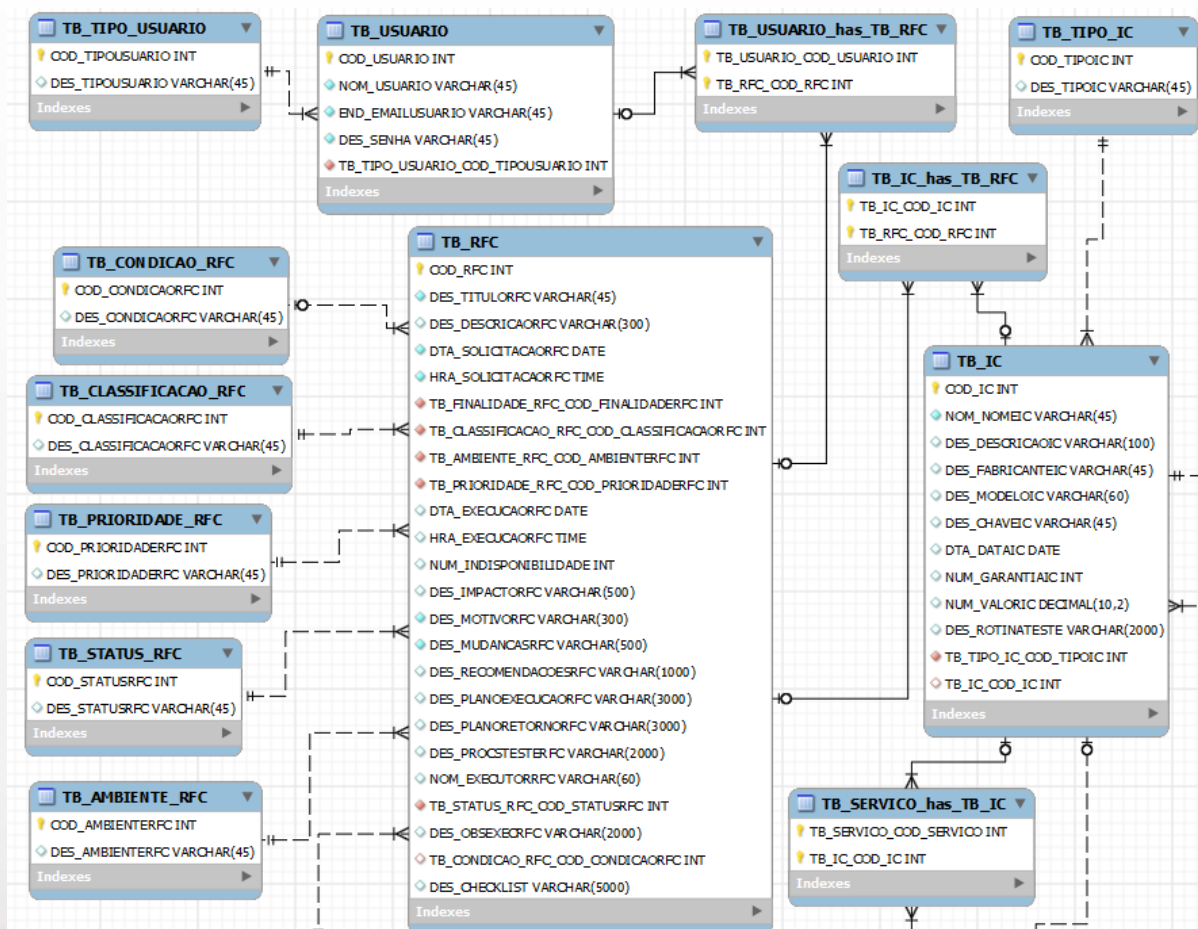 TB_TIPO_USUARIO
COD_TIPOUSUARIO INT
DES_TIPOUSUARIO VARCHAR(45)
Indexes
TB_USUARIO
COD_USUARIO INT
NOM_USUARIO VARCHAR(45)
END_EMAILUSUARIO VARCHAR(45)
DES_SENHA VARCHAR(45)
TB_TIPO_USUARIO_COD_TIPOUSUARIO INT
Indexes
TB_USUARIO_has_TB_RFC
TB_USUARIO_COD_USUARIO INT
TB_RFC_COD_RFC INT
Indexes
TB_TIPO_IC
COD_TIPOIC INT
DES_TIPOIC VARCHAR(45)
Indexes
TB_IC_has_TB_RFC
TB_IC_COD_IC INT
TB_RFC_COD_RFC INT
Indexes
TB_CONDICAO_RFC
COD_CONDICAORFC INT
DES_CONDICAORFC VARCHAR(45)
Indexes
TB_CLASSIFICACAO_RFC
COD_CLASSIFICACAORFC INT
DES_CLASSIFICACAORFC VARCHAR(45)
Indexes
TB_PRIORIDADE_RFC
COD_PRIORIDADERFC INT
DES_PRIORIDADERFC VARCHAR(45)
Indexes
TB_STATUS_RFC
COD_STATUSRFC INT
DES_STATUSRFC VARCHAR(45)
Indexes
TB_AMBIENTE_RFC
COD_AMBIENTERFC INT
DES_AMBIENTERFC VARCHAR(45)
Indexes
TB_RFC
COD_RFC INT
DES_TITULORFC VARCHAR(45)
DES_DESCRICAORFC VARCHAR(300)
DTA_SOLICITACAORFC DATE
HRA_SOLICITACAORFC TIME
TB_FINALIDADE_RFC_COD_FINALIDADERFC INT
TB_CLASSIFICACAO_RFC_COD_CLASSIFICACAORFC INT
TB_AMBIENTE_RFC_COD_AMBIENTERFC INT
TB_PRIORIDADE_RFC_COD_PRIORIDADERFC INT
DTA_EXECUCAORFC DATE
HRA_EXECUCAORFC TIME
NUM_INDISPONIBILIDADE INT
DES_IMPACTORFC VARCHAR(500)
DES_MOTIVORFC VARCHAR(300)
DES_MUDANCASRFC VARCHAR(500)
DES_RECOMENDACOESRFC VARCHAR(1000)
DES_PLANOEXECUCAORFC VARCHAR(3000)
DES_PLANORETORNORFC VARCHAR(3000)
DES_PROCSTESTERFC VARCHAR(2000)
NOM_EXECUTORRFC VARCHAR(60)
TB_STATUS_RFC_COD_STATUSRFC INT
DES_OBSEXECRFC VARCHAR(2000)
TB_CONDICAO_RFC_COD_CONDICAORFC INT
DES_CHECKLIST VARCHAR(5000)
Indexes
TB_IC
COD_IC INT
NOM_NOMEIC VARCHAR(45)
DES_DESCRICAOIC VARCHAR(100)
DES_FABRICANTEIC VARCHAR(45)
DES_MODELOIC VARCHAR(60)
DES_CHAVEIC VARCHAR(45)
DTA_DATAIC DATE
NUM_GARANTIAIC INT
NUM_VALORIC DECIMAL(10,2)
DES_ROTINATESTE VARCHAR(2000)
TB_TIPO_IC_COD_TIPOIC INT
TB_IC_COD_IC INT
Indexes
TB_SERVICO_has_TB_IC
TB_SERVICO_COD_SERVICO INT
TB_IC_COD_IC INT
Indexes